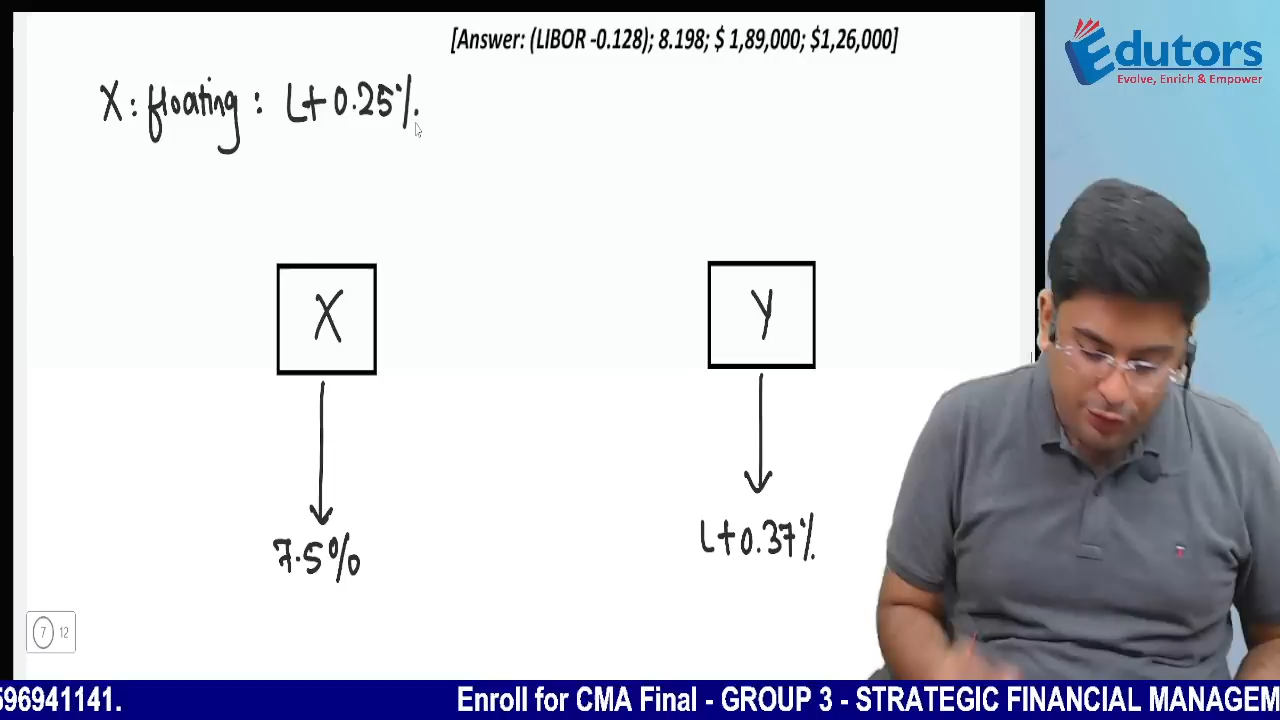 [Answer: (LIBOR -0.128); 8.198; $ 1,89,000; $1,26,000]
Edutors
Evolve, Enrich & Empower
X: floating: L+ 0.25%.
X
Y
7.5%
L+0.37%.
7 12
596941141.
Enroll for CMA Final - GROUP 3 - STRATEGIC FINANCIAL MANAGEM